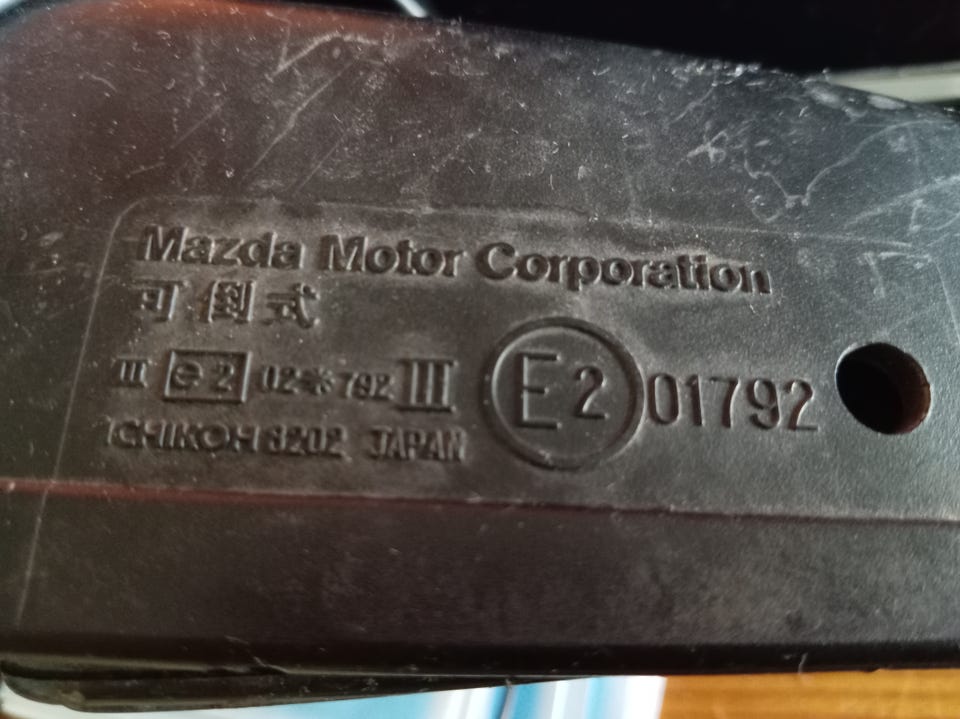 Mazda Motor Corporation
可倒式
III e2 02*792 III E2 01792
ICHIKOH 8202 JAPAN